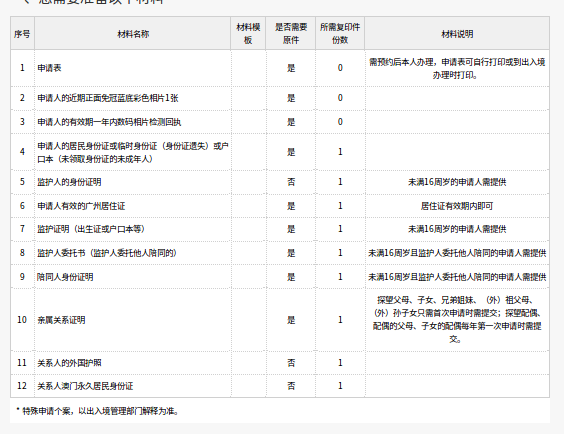 您需要准备以下材料
序号 材料名称 材料模板 是否需要原件 所需复印件份数 材料说明
1 申请表 是 0 需预约后本人办理，申请表可自行打印或到出入境办理时打印。
2 申请人的近期正面免冠蓝底彩色相片1张 是 0
3 申请人的有效期一年内数码相片检测回执 是 0
4 申请人的居民身份证或临时身份证（身份证遗失）或户口本（未领取身份证的未成年人） 是 1
5 监护人的身份证明 否 1 未满16周岁的申请人需提供
6 申请人有效的广州居住证 是 1 居住证有效期内即可
7 监护证明（出生证或户口本等） 是 1 未满16周岁的申请人需提供
8 监护人委托书（监护人委托他人陪同的） 是 1 未满16周岁且监护人委托他人陪同的申请人需提供
9 陪同人身份证明 是 1 未满16周岁且监护人委托他人陪同的申请人需提供
10 亲属关系证明 是 1 探望父母、子女、兄弟姐妹、（外）祖父母、（外）孙子女只需首次申请时需提交；探望配偶、配偶的父母、子女的配偶每年第一次申请时需提交。
11 关系人的外国护照 否 1
12 关系人澳门永久居民身份证 否 1
* 特殊申请个案，以出入境管理部门解释为准。